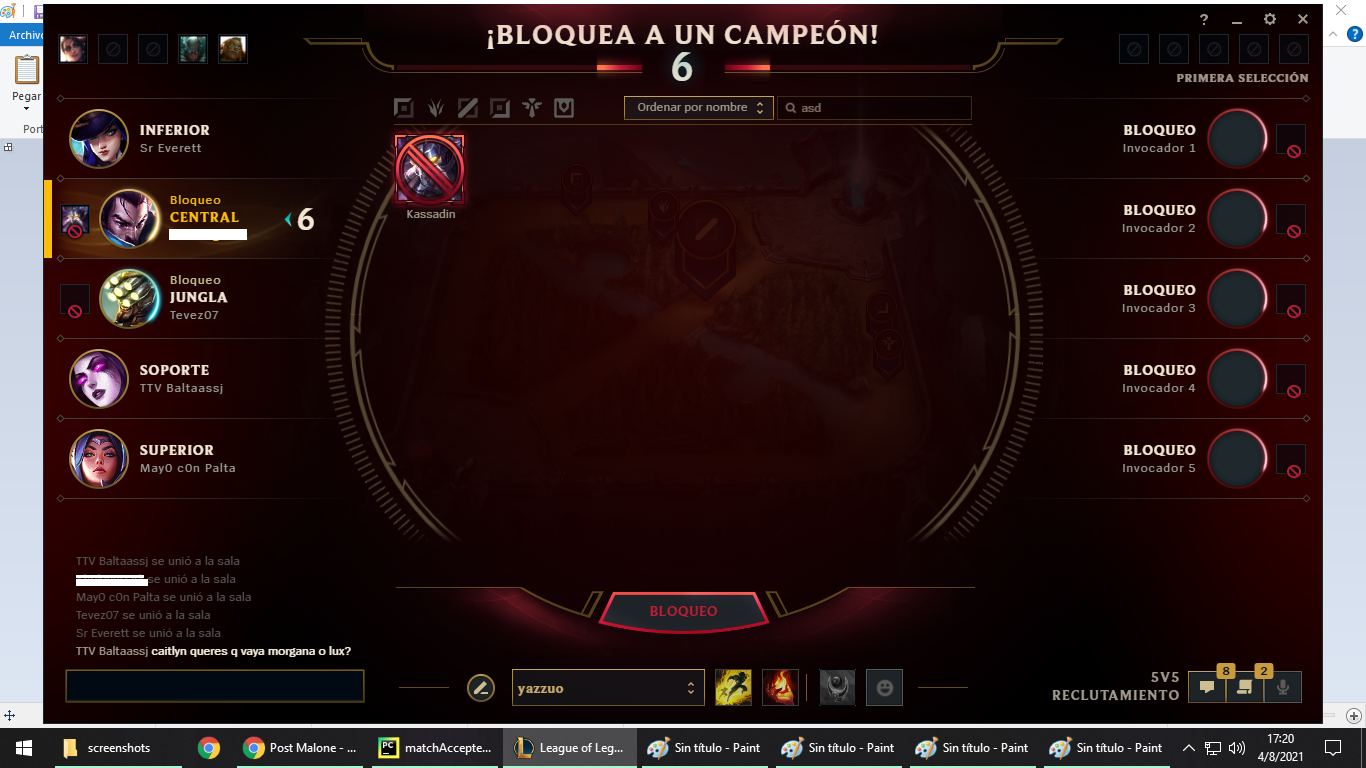 Archivo
Pegar
Port
¡BLOQUEA A UN CAMPEÓN!
6
?
PRIMERA SELECCIÓN
Ordenar por nombre
asd
Kassadin
INFERIOR
Sr Everett
Bloqueo
CENTRAL
6
Bloqueo
JUNGLA
Tevez07
SOPORTE
TTV Baltaassj
SUPERIOR
May0 c0n Palta
BLOQUEO
Invocador 1
BLOQUEO
Invocador 2
BLOQUEO
Invocador 3
BLOQUEO
Invocador 4
BLOQUEO
Invocador 5
TTV Baltaassj se unió a la sala
se unió a la sala
May0 c0n Palta se unió a la sala
Tevez07 se unió a la sala
Sr Everett se unió a la sala
TTV Baltaassj caitlyn queres q vaya morgana o lux?
BLOQUEO
yazzuo
5V5
RECLUTAMIENTO
8
2
screenshots
Post Malone - ...
PC
matchAccepte...
League of Leg...
Sin título - Paint
Sin título - Paint
Sin título - Paint
Sin título - Paint
17:20
4/8/2021